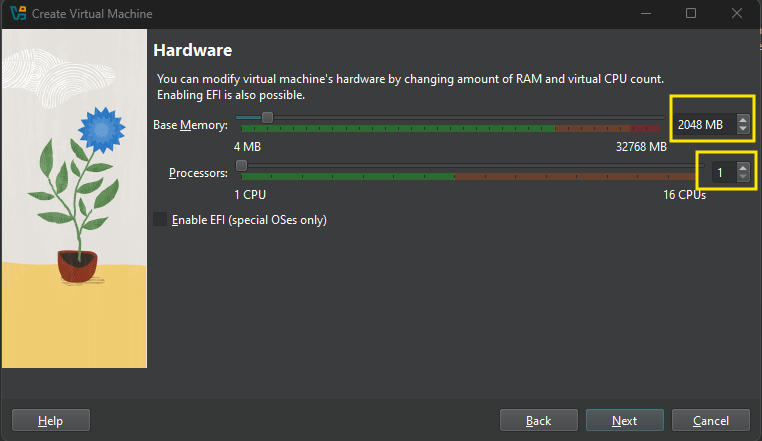 Create Virtual Machine
Hardware
You can modify virtual machine's hardware by changing amount of RAM and virtual CPU count.
Enabling EFI is also possible.
Base Memory: 2048 MB
4 MB 32768 MB
Processors: 1
1 CPU 16 CPUs
Enable EFI (special OSes only)
Help Back Next Cancel